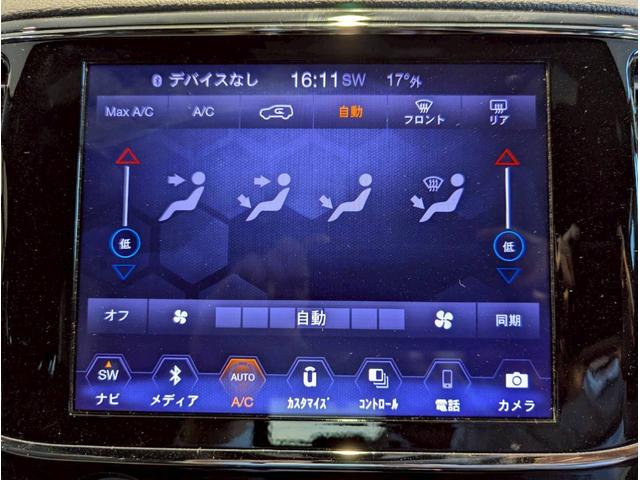 デバイスなし 16:11 SW 17°外
Max A/C A/C 自動 フロント リア
低 低
オフ 自動 同期
SW AUTO
ナビ メディア A/C カスタマイズ コントロール 電話 カメラ